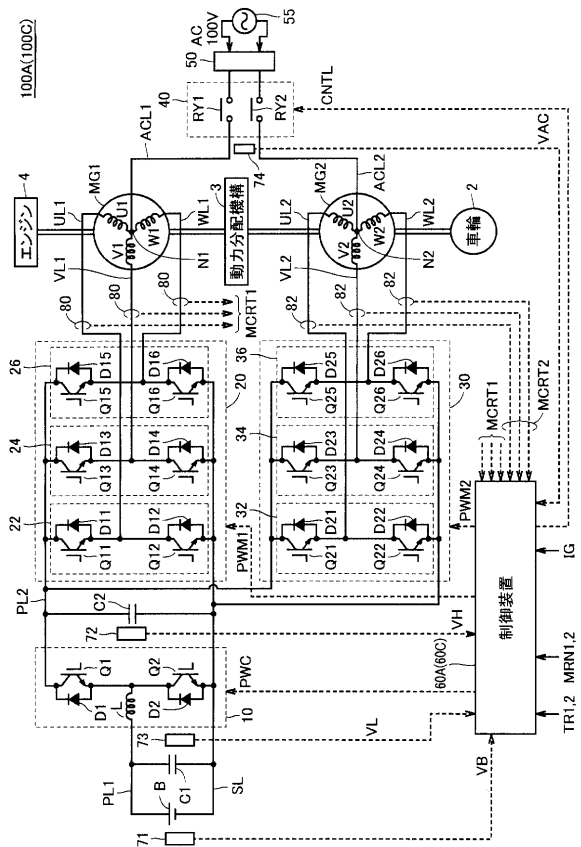 100A(100C)
55
AC
100V
50
40
RY1
RY2
CNTL
ACL1
74
VAC
ACL2
4
エンジン
MG1
UL1
U1
V1
W1
WL1
N1
VL1
3
動力分配機構
MG2
UL2
U2
V2
W2
WL2
N2
VL2
2
車輪
80
80
80
MCRT1
82
82
82
26
D15
D16
Q15
Q16
20
24
D13
D14
Q13
Q14
22
D11
D12
Q11
Q12
36
D25
D26
Q25
Q26
30
34
D23
D24
Q23
Q24
32
D21
D22
Q21
Q22
MCRT1
MCRT2
PWM1
PWM2
PL2
C2
72
VH
制御装置
60A(60C)
IG
MRN1,2
TR1,2
Q1
Q2
D1
D2
L
10
PWC
73
VL
PL1
B
C1
SL
71
VB